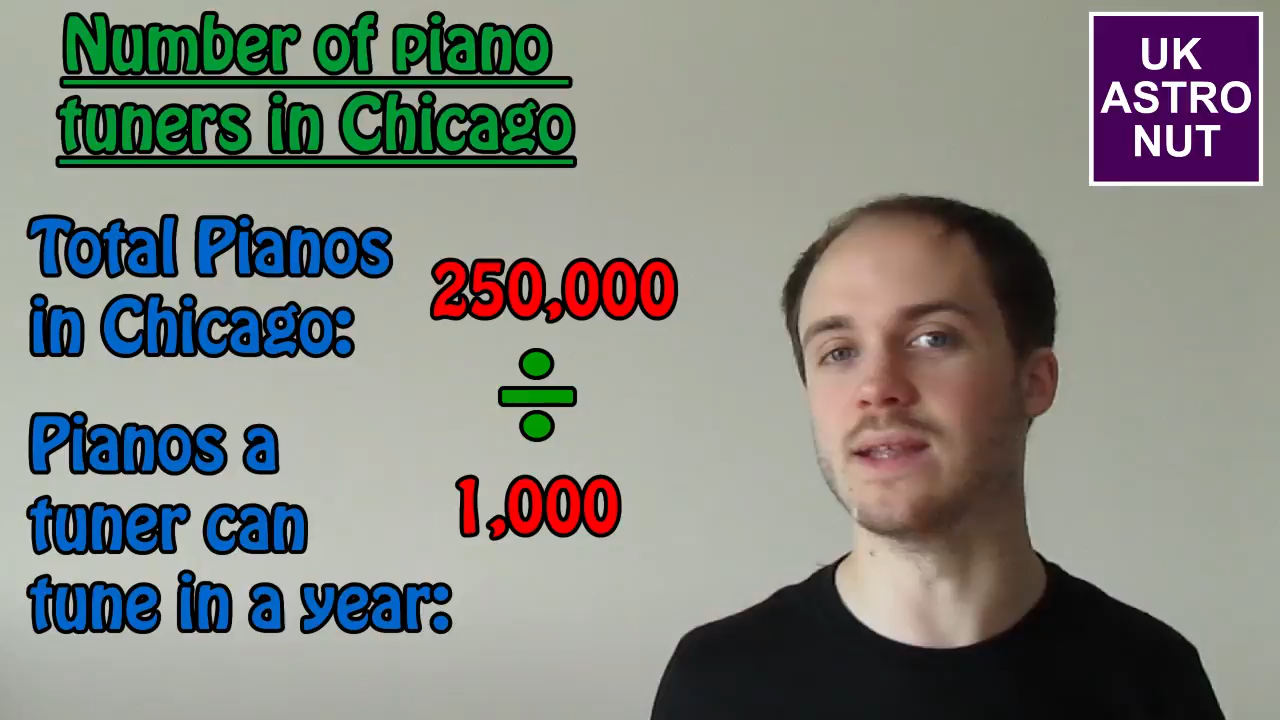 Number of piano
tuners in Chicago
UK
ASTRO
NUT
Total Pianos
in Chicago:
250,000
÷
1,000
Pianos a
tuner can
tune in a year: